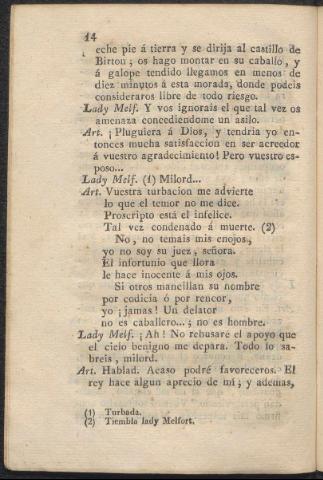 14
eche pie á tierra y se dirija al castillo de
Birtou ; os hago montar en su caballo, y
á galope tendido llegamos en menos de
diez minutos á esta morada, donde podeis
consideraros libre de todo riesgo.
Lady Melf. Y vos ignorais el que tal vez os
amenaza concediendome un asilo.
Art. ¡ Pluguiera á Dios, y tendria yo en-
tonces mucha satisfaccion en ser acreedor
á vuestro agradecimiento! Pero vuestro es-
poso...
Lady Melf. (1) Milord...
Art. Vuestra turbacion me advierte
lo que el temor no me dice.
Proscripto está el infelice.
Tal vez condenado á muerte. (2)
No, no temais mis enojos,
yo no soy su juez, señora.
El infortunio que llora
le hace inocente á mis ojos.
Si otros mancillan su nombre
por codicia ó por rencor,
yo ¡jamas! Un delator
no es caballero...; no es hombre.
Lady Melf. ¡Ah! No rehusaré el apoyo que
el cielo benigno me depara. Todo lo sa-
breis, milord.
Art. Hablad. Acaso podré favoreceros. El
rey hace algun aprecio de mí; y ademas,
(1) Turbada.
(2) Tiembla lady Melfort.